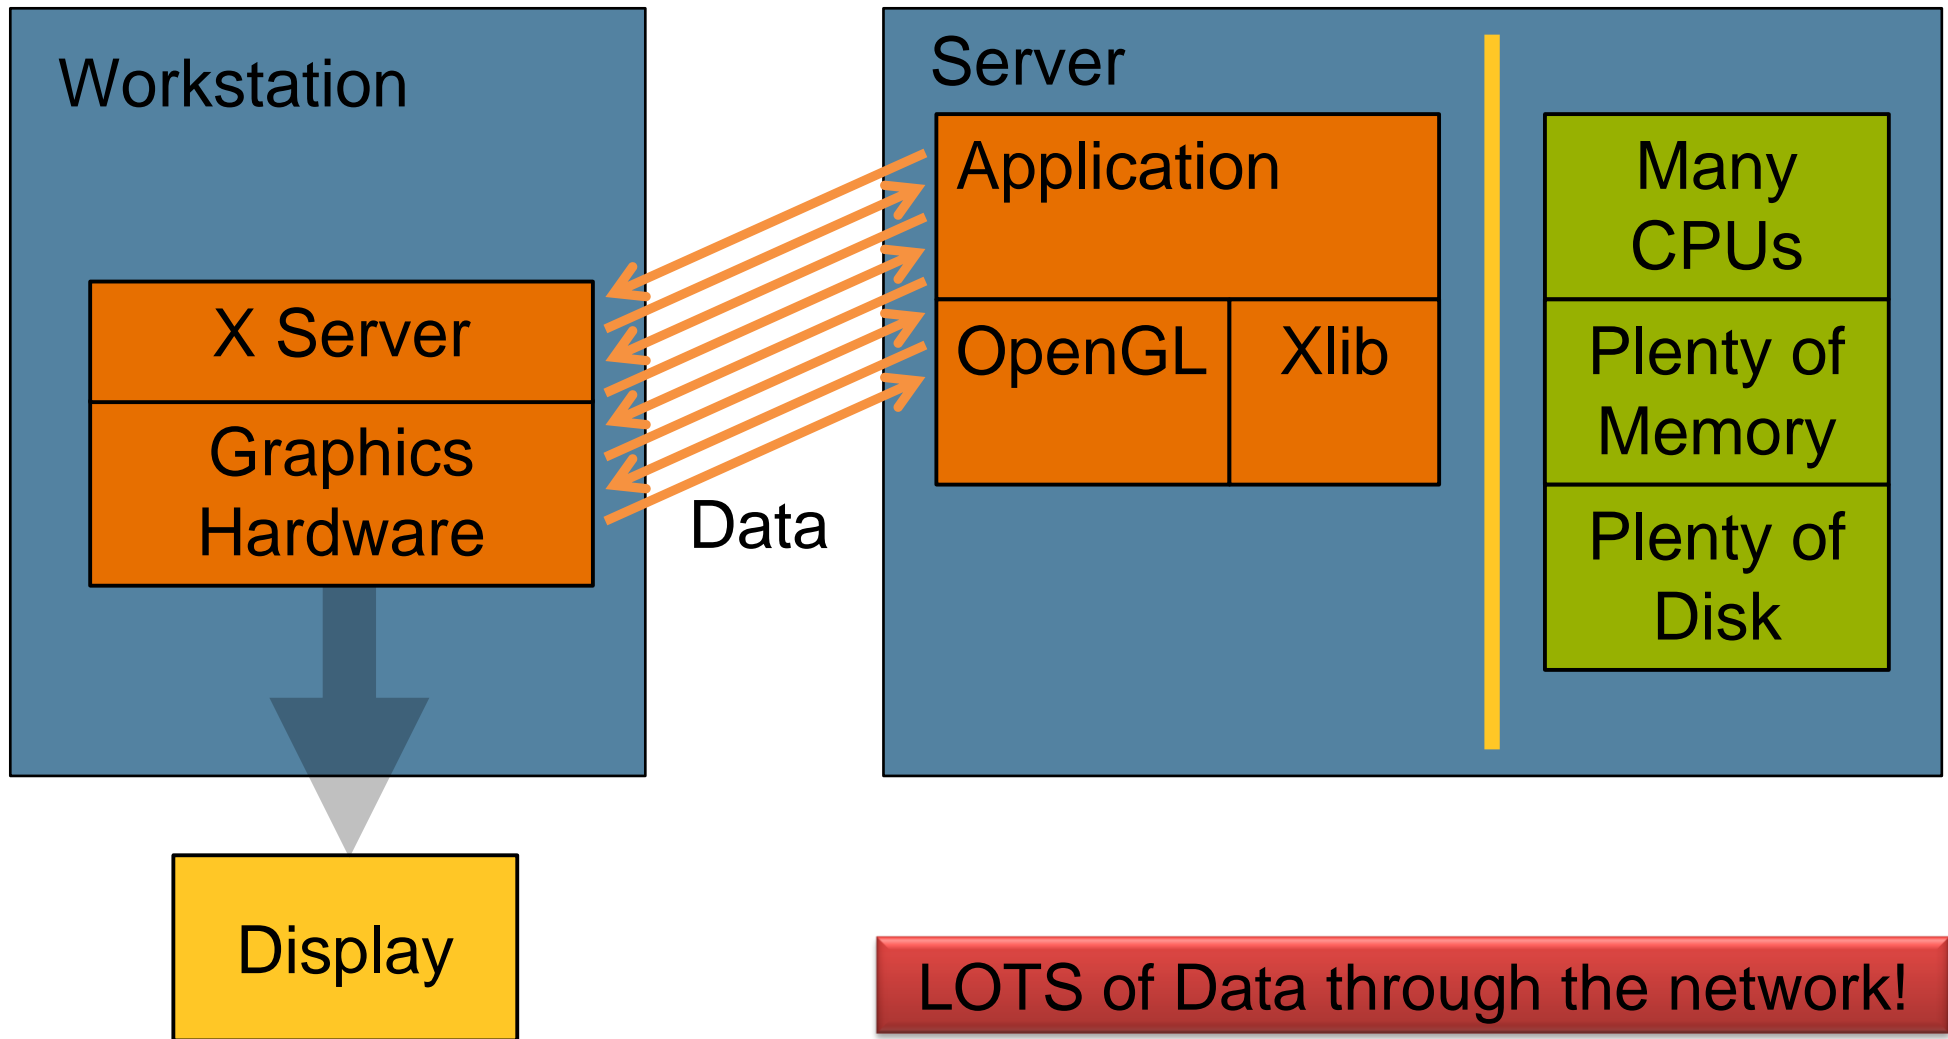 Workstation
X Server
Graphics
Hardware
Display
Data
Server
Application
OpenGL
Xlib
Many
CPUs
Plenty of
Memory
Plenty of
Disk
LOTS of Data through the network!